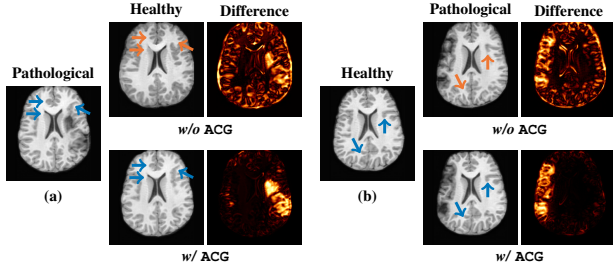 Healthy Difference
Pathological
w/o ACG
(a)
w/ ACG
Pathological Difference
Healthy
w/o ACG
(b)
w/ ACG